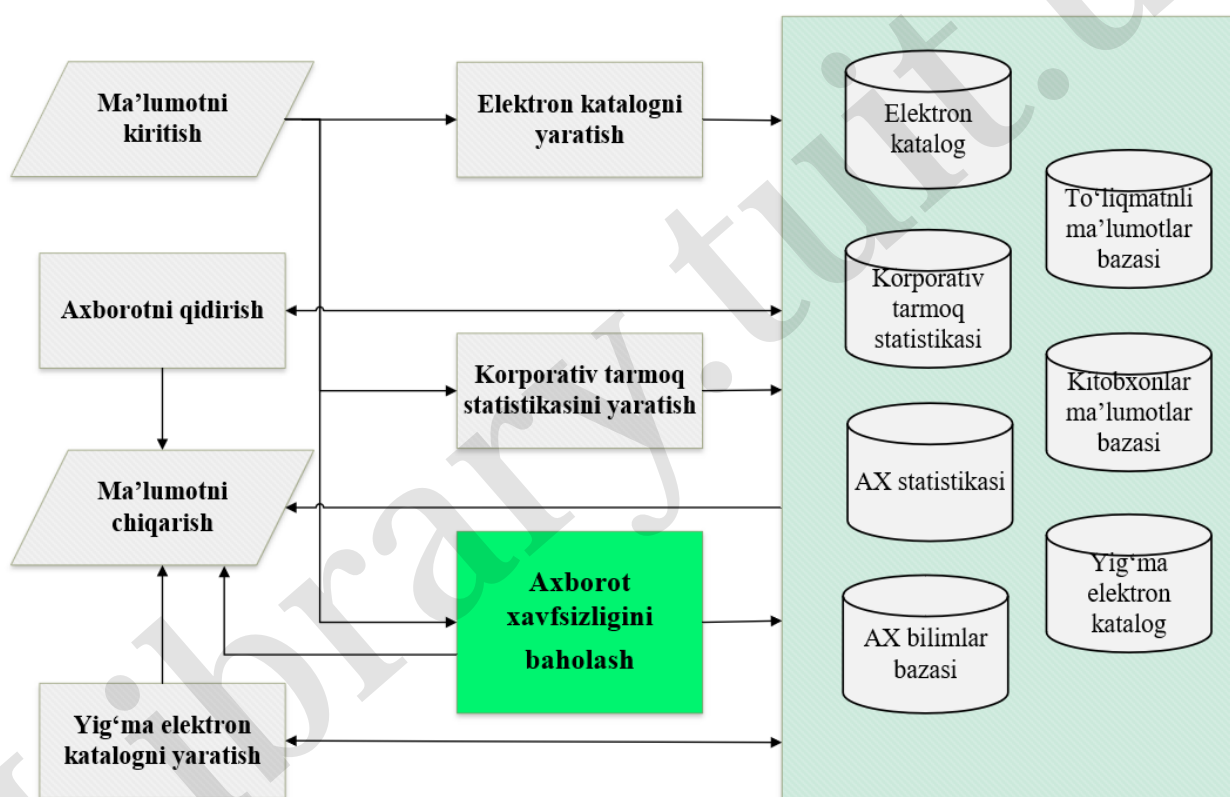 Ma’lumotni
kiritish
Elektron katalogni
yaratish
Elektron
katalog
To‘liqmatnli
ma’lumotlar
bazasi
Axborotni qidirish
Korporativ
tarmoq
statistikasi
Korporativ tarmoq
statistikasini yaratish
Kitobxonlar
ma’lumotlar
bazasi
Ma’lumotni
chiqarish
AX statistikasi
Axborot
xavfsizligini
baholash
Yig‘ma
elektron
katalog
AX bilimlar
bazasi
Yig‘ma elektron
katalogni yaratish
library.tuit.u